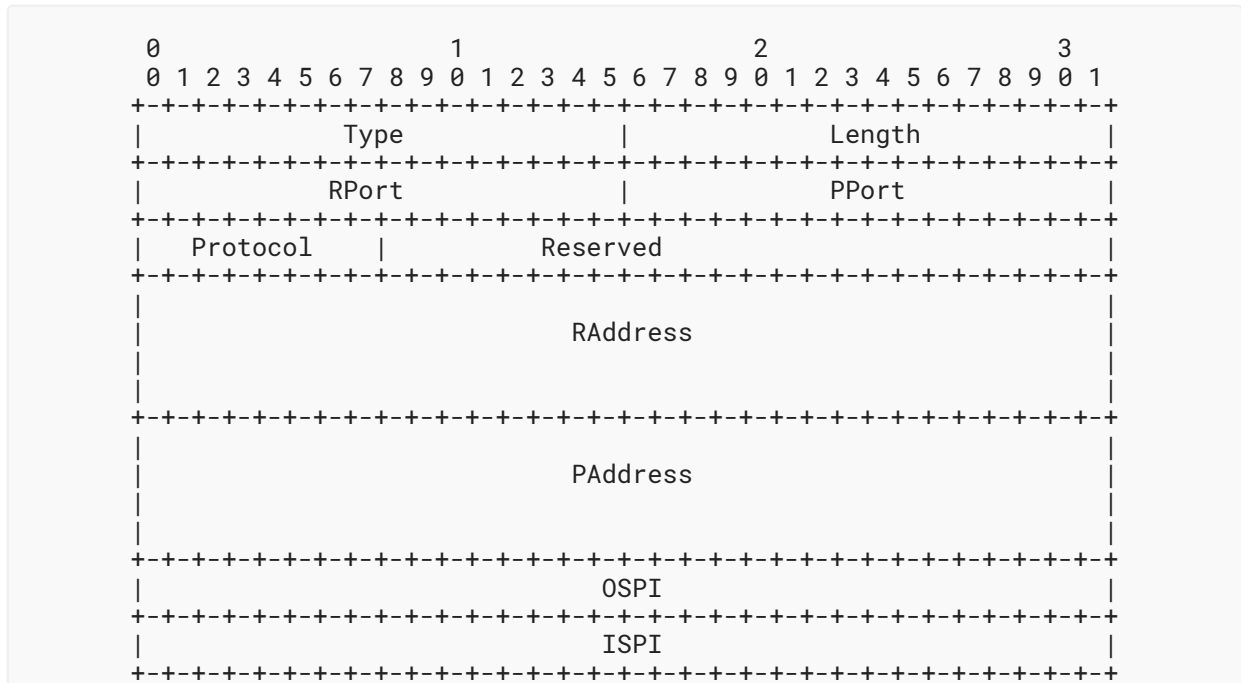 0                   1                   2                   3
 0 1 2 3 4 5 6 7 8 9 0 1 2 3 4 5 6 7 8 9 0 1 2 3 4 5 6 7 8 9 0 1
+-+-+-+-+-+-+-+-+-+-+-+-+-+-+-+-+-+-+-+-+-+-+-+-+-+-+-+-+-+-+-+-+
|             Type              |             Length            |
+-+-+-+-+-+-+-+-+-+-+-+-+-+-+-+-+-+-+-+-+-+-+-+-+-+-+-+-+-+-+-+-+
|            RPort              |             PPort             |
+-+-+-+-+-+-+-+-+-+-+-+-+-+-+-+-+-+-+-+-+-+-+-+-+-+-+-+-+-+-+-+-+
|   Protocol    |          Reserved                             |
+-+-+-+-+-+-+-+-+-+-+-+-+-+-+-+-+-+-+-+-+-+-+-+-+-+-+-+-+-+-+-+-+
|                                                               |
|                            RAddress                           |
|                                                               |
|                                                               |
+-+-+-+-+-+-+-+-+-+-+-+-+-+-+-+-+-+-+-+-+-+-+-+-+-+-+-+-+-+-+-+-+
|                                                               |
|                            PAddress                           |
|                                                               |
|                                                               |
+-+-+-+-+-+-+-+-+-+-+-+-+-+-+-+-+-+-+-+-+-+-+-+-+-+-+-+-+-+-+-+-+
|                              OSPI                             |
+-+-+-+-+-+-+-+-+-+-+-+-+-+-+-+-+-+-+-+-+-+-+-+-+-+-+-+-+-+-+-+-+
|                              ISPI                             |
+-+-+-+-+-+-+-+-+-+-+-+-+-+-+-+-+-+-+-+-+-+-+-+-+-+-+-+-+-+-+-+-+